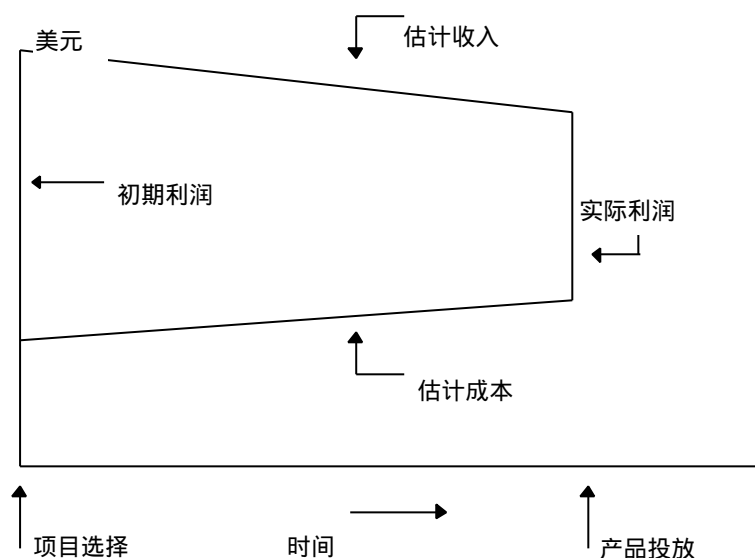 美元
估计收入
初期利润
实际利润
估计成本
项目选择
时间
产品投放